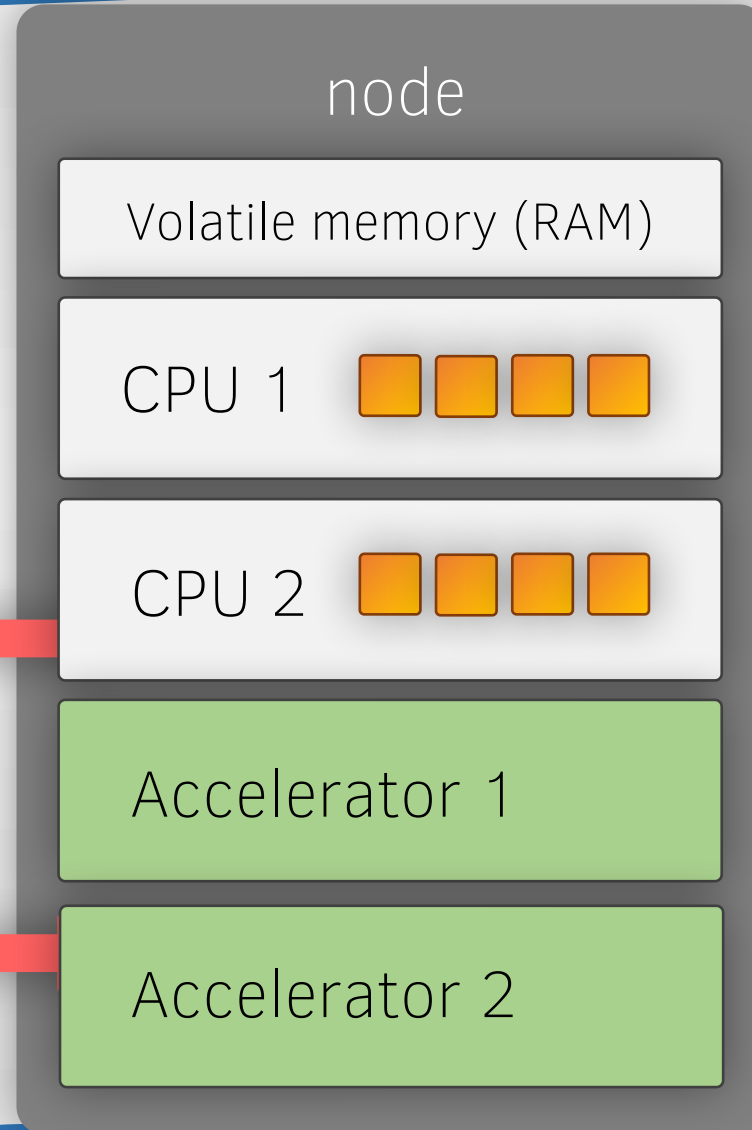 node
Volatile memory (RAM)
CPU 1
CPU 2
Accelerator 1
Accelerator 2